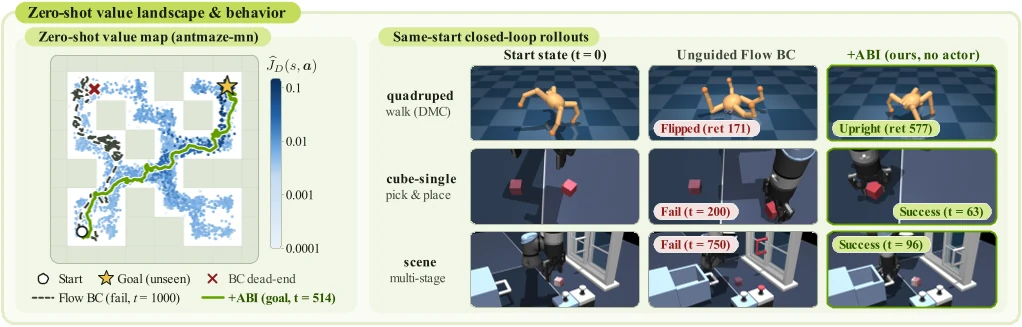 Zero-shot value landscape & behavior
Zero-shot value map (antmaze-mn)
Ĵ_D(s, a)
0.1
0.01
0.001
0.0001
Start
Goal (unseen)
BC dead-end
Flow BC (fail, t = 1000)
+ABI (goal, t = 514)
Same-start closed-loop rollouts
Start state (t = 0)
Unguided Flow BC
+ABI (ours, no actor)
quadruped
walk (DMC)
Flipped (ret 171)
Upright (ret 577)
cube-single
pick & place
Fail (t = 200)
Success (t = 63)
scene
multi-stage
Fail (t = 750)
Success (t = 96)